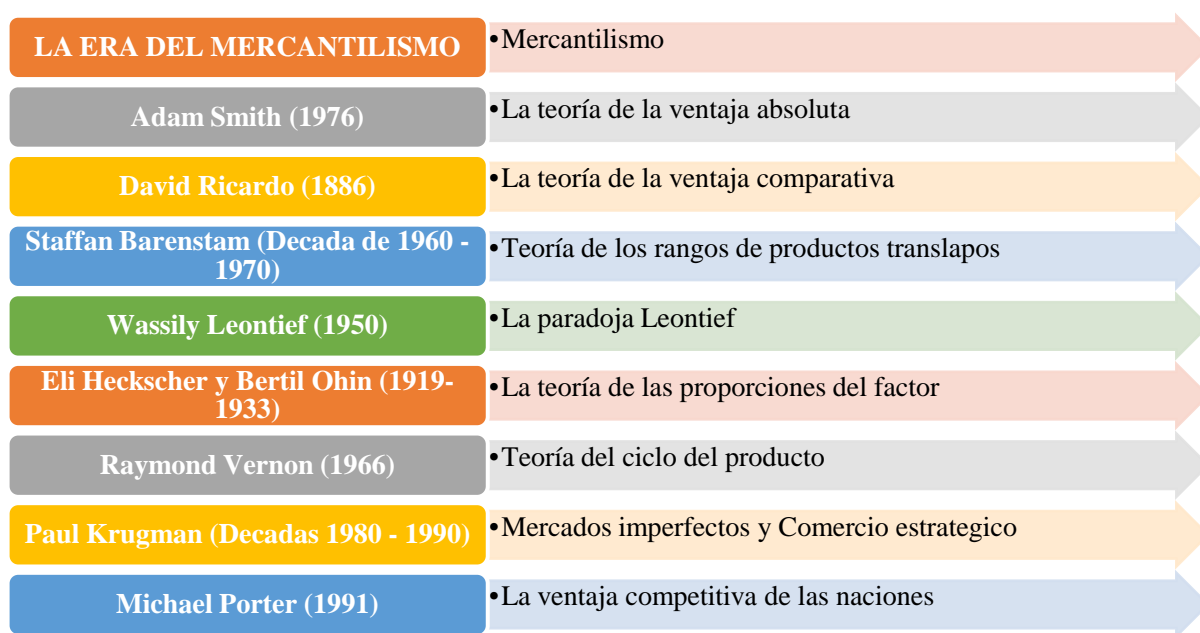 LA ERA DEL MERCANTILISMO
•Mercantilismo
Adam Smith (1976)
•La teoría de la ventaja absoluta
David Ricardo (1886)
•La teoría de la ventaja comparativa
Staffan Barenstam (Decada de 1960 -
1970)
•Teoría de los rangos de productos translapos
Wassily Leontief (1950)
•La paradoja Leontief
Eli Heckscher y Bertil Ohin (1919-
1933)
•La teoría de las proporciones del factor
Raymond Vernon (1966)
•Teoría del ciclo del producto
Paul Krugman (Decadas 1980 - 1990)
•Mercados imperfectos y Comercio estrategico
Michael Porter (1991)
•La ventaja competitiva de las naciones